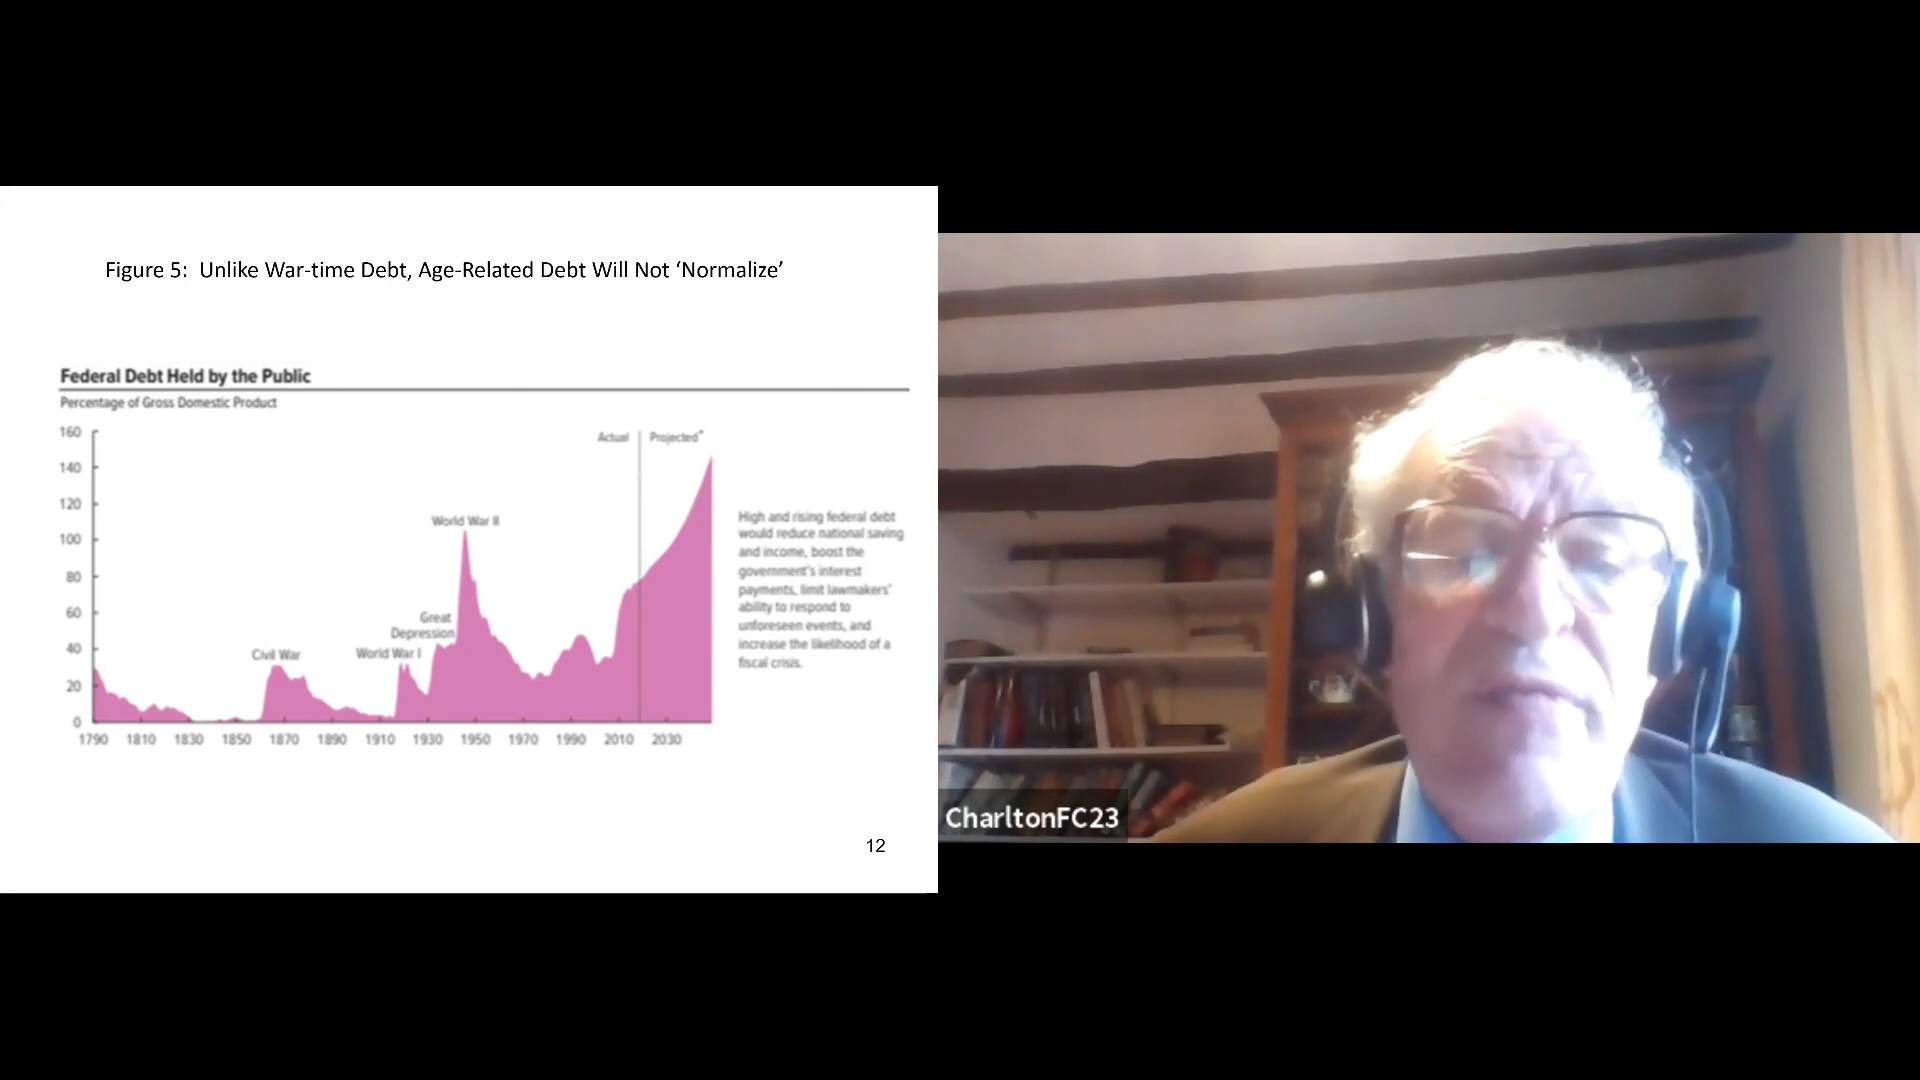 Figure 5: Unlike War-time Debt, Age-Related Debt Will Not ‘Normalize’
Federal Debt Held by the Public
Percentage of Gross Domestic Product
160
140
120
100
80
60
40
20
0
Actual
Projected*
World War II
Great
Depression
World War I
Civil War
1790 1810 1830 1850 1870 1890 1910 1930 1950 1970 1990 2010 2030
High and rising federal debt
would reduce national saving
and income, boost the
government's interest
payments, limit lawmakers'
ability to respond to
unforeseen events, and
increase the likelihood of a
fiscal crisis.
12
CharltonFC23